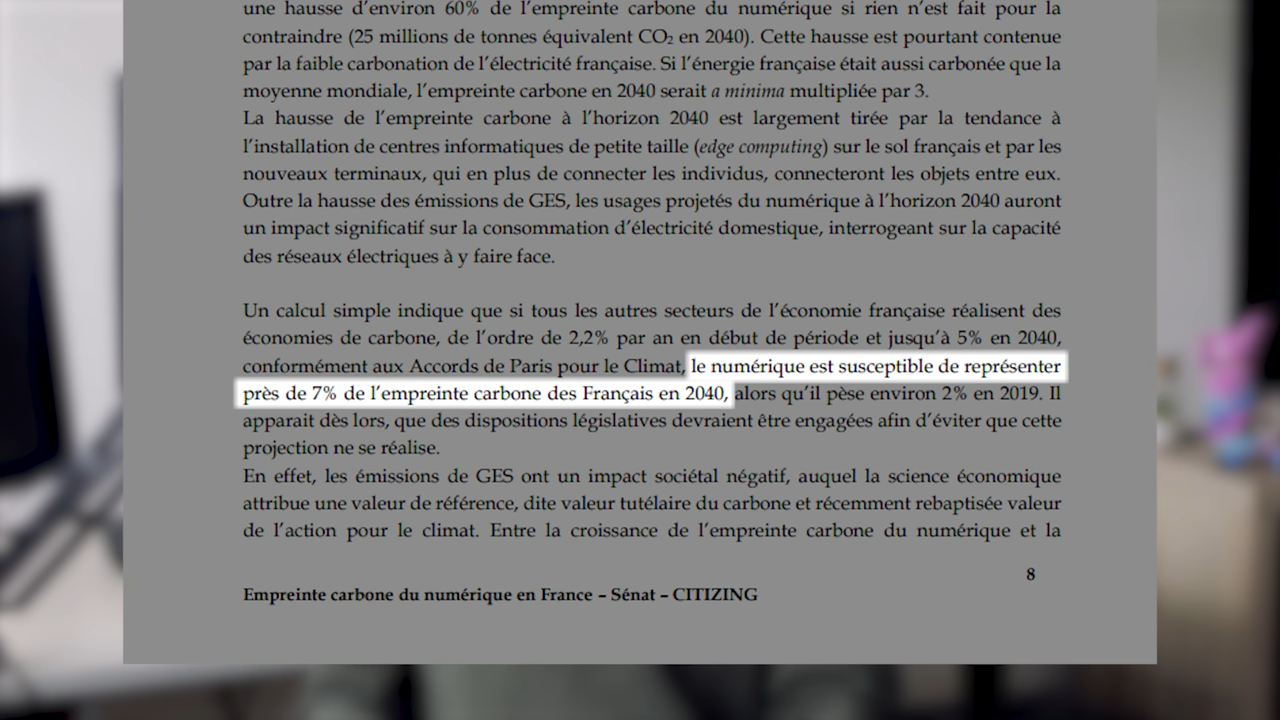 une hausse d’environ 60% de l’empreinte carbone du numérique si rien n’est fait pour la
contraindre (25 millions de tonnes équivalent CO₂ en 2040). Cette hausse est pourtant contenue
par la faible carbonation de l’électricité française. Si l’énergie française était aussi carbonée que la
moyenne mondiale, l’empreinte carbone en 2040 serait a minima multipliée par 3.
La hausse de l’empreinte carbone à l’horizon 2040 est largement tirée par la tendance à
l’installation de centres informatiques de petite taille (edge computing) sur le sol français et par les
nouveaux terminaux, qui en plus de connecter les individus, connecteront les objets entre eux.
Outre la hausse des émissions de GES, les usages projetés du numérique à l’horizon 2040 auront
un impact significatif sur la consommation d’électricité domestique, interrogeant sur la capacité
des réseaux électriques à y faire face.
Un calcul simple indique que si tous les autres secteurs de l’économie française réalisent des
économies de carbone, de l’ordre de 2,2% par an en début de période et jusqu’à 5% en 2040,
conformément aux Accords de Paris pour le Climat, le numérique est susceptible de représenter
près de 7% de l’empreinte carbone des Français en 2040, alors qu’il pèse environ 2% en 2019. Il
apparait dès lors, que des dispositions législatives devraient être engagées afin d’éviter que cette
projection ne se réalise.
En effet, les émissions de GES ont un impact sociétal négatif, auquel la science économique
attribue une valeur de référence, dite valeur tutélaire du carbone et récemment rebaptisée valeur
de l’action pour le climat. Entre la croissance de l’empreinte carbone du numérique et la
8
Empreinte carbone du numérique en France – Sénat – CITIZING